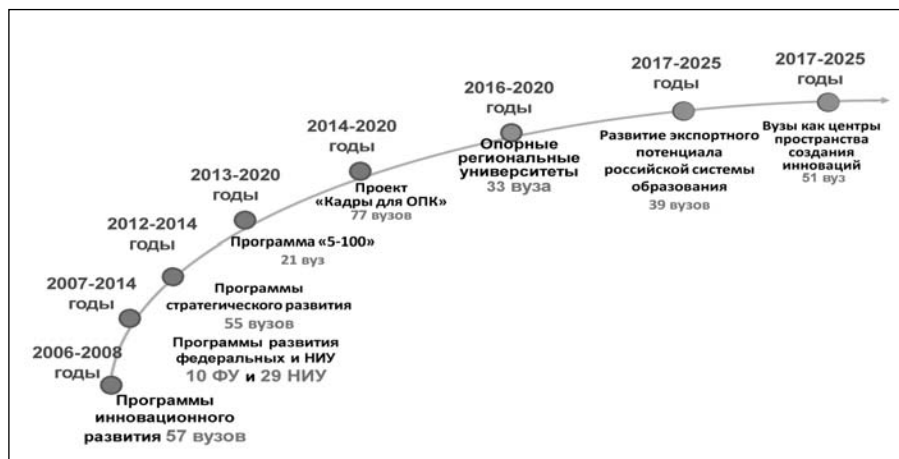 2006-2008
годы
Программы
инновационного
развития 57 вузов
2007-2014
годы
Программы развития
федеральных и НИУ
10 ФУ и 29 НИУ
2012-2014
годы
Программы
стратегического развития
55 вузов
2013-2020
годы
Программа «5-100»
21 вуз
2014-2020
годы
Проект
«Кадры для ОПК»
77 вузов
2016-2020
годы
Опорные
региональные
университеты
33 вуза
2017-2025
годы
Развитие экспортного
потенциала
российской системы
образования
39 вузов
2017-2025
годы
Вузы как центры
пространства
создания
инноваций
51 вуз